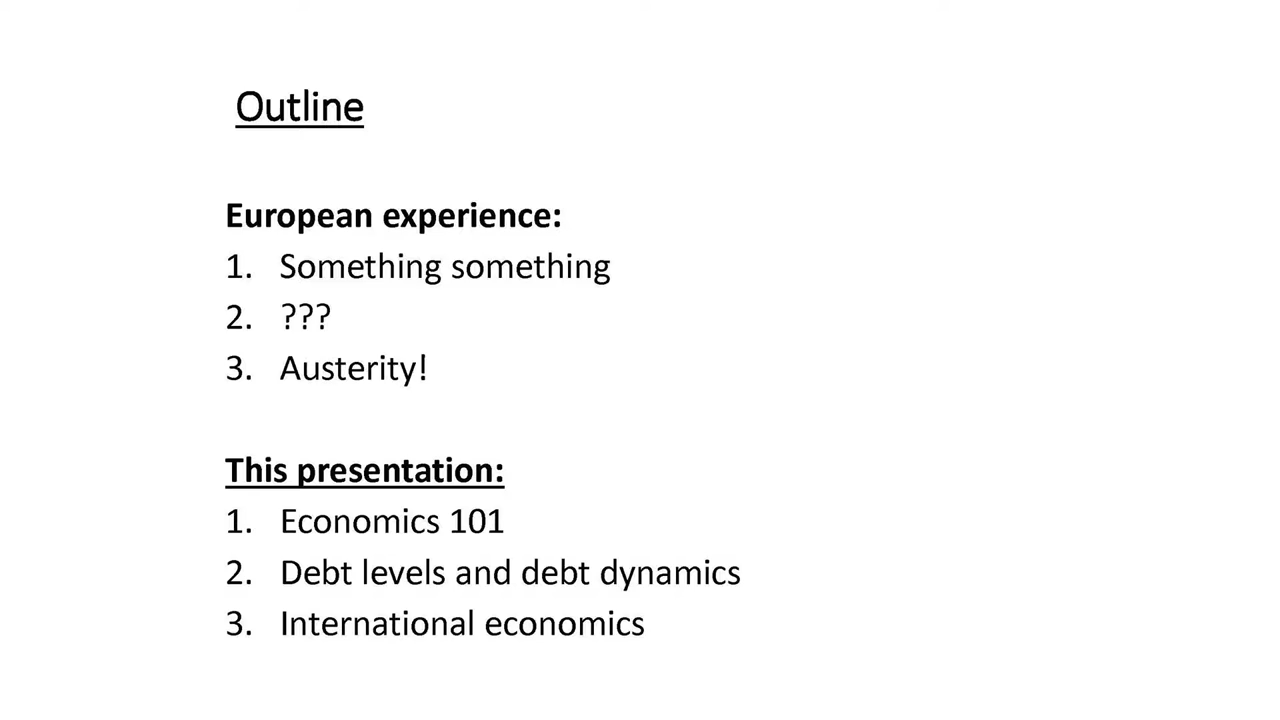 Outline
European experience:
1. Something something
2. ???
3. Austerity!
This presentation:
1. Economics 101
2. Debt levels and debt dynamics
3. International economics